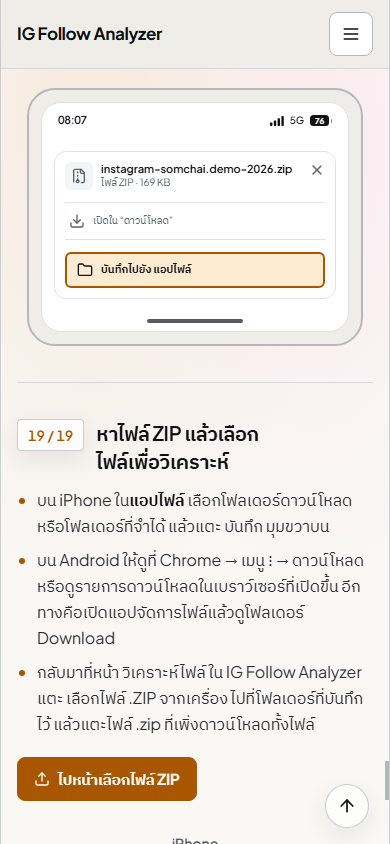 IG Follow Analyzer
08:07
5G
76
instagram-somchai.demo-2026.zip
ไฟล์ ZIP · 169 KB
เปิดใน “ดาวน์โหลด”
บันทึกไปยัง แอปไฟล์
19 / 19
หาไฟล์ ZIP แล้วเลือก
ไฟล์เพื่อวิเคราะห์
• บน iPhone ในแอปไฟล์ เลือกโฟลเดอร์ดาวน์โหลด
หรือโฟลเดอร์ที่จำได้ แล้วแตะ บันทึก มุมขวาบน
• บน Android ให้ดูที่ Chrome → เมนู ⋮ → ดาวน์โหลด
หรือดูรายการดาวน์โหลดในเบราว์เซอร์ที่เปิดขึ้น อีก
ทางคือเปิดแอปจัดการไฟล์แล้วดูโฟลเดอร์
Download
• กลับมาที่หน้า วิเคราะห์ไฟล์ ใน IG Follow Analyzer
แตะ เลือกไฟล์ .ZIP จากเครื่อง ไปที่โฟลเดอร์ที่บันทึก
ไว้ แล้วแตะไฟล์ .zip ที่เพิ่งดาวน์โหลดทั้งไฟล์
ไปหน้าเลือกไฟล์ ZIP
iPhone